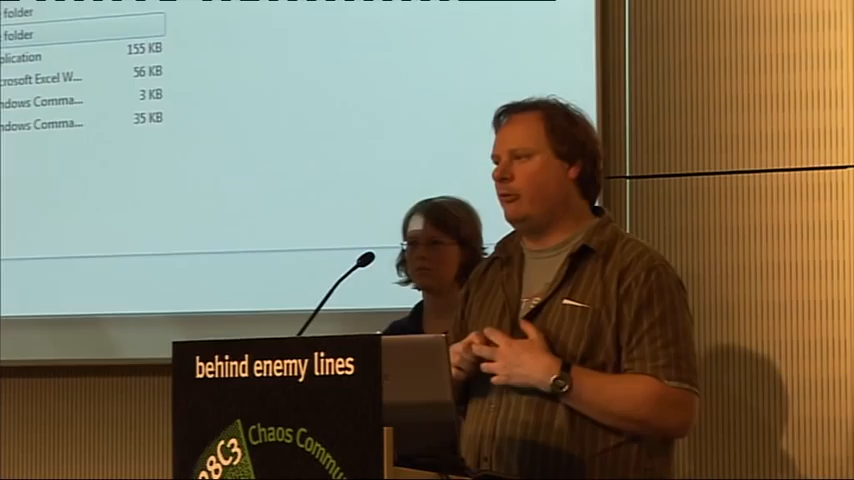 folder
folder
plication
155 KB
crosoft Excel W...
56 KB
ndows Comma...
3 KB
ndows Comma...
35 KB
behind enemy lines
28C3
Chaos Commu